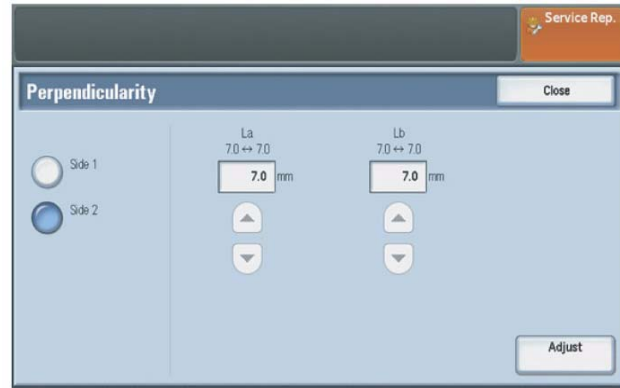 Service Rep.
Perpendicularity
Close
Side 1
Side 2
La
7.0 ↔ 7.0
7.0 mm
Lb
7.0 ↔ 7.0
7.0 mm
Adjust